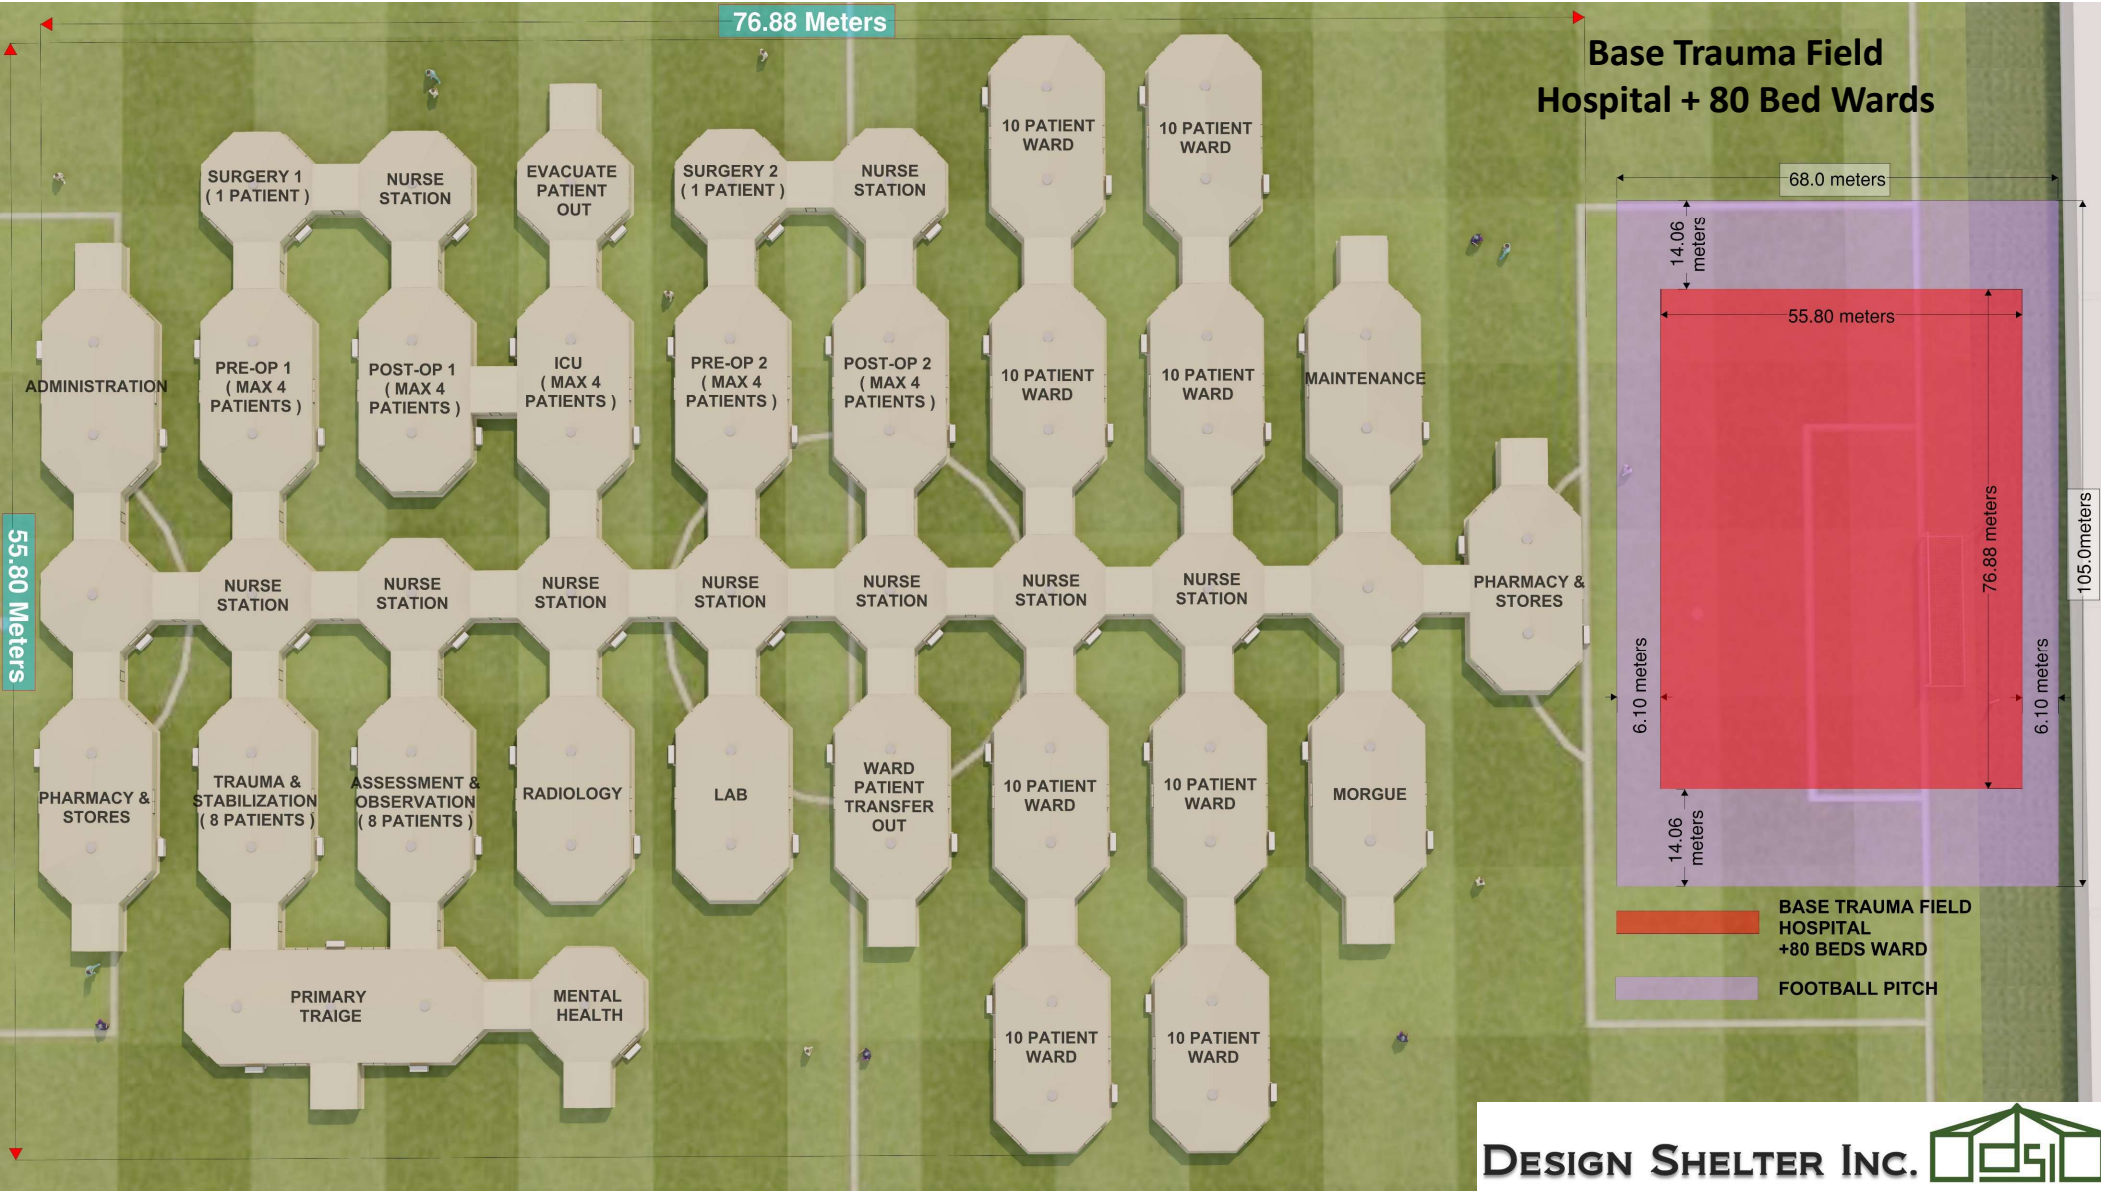 76.88 Meters
55.80 Meters
Base Trauma Field
Hospital + 80 Bed Wards
10 PATIENT
WARD
10 PATIENT
WARD
SURGERY 1
( 1 PATIENT )
NURSE
STATION
EVACUATE
PATIENT
OUT
SURGERY 2
( 1 PATIENT )
NURSE
STATION
ADMINISTRATION
PRE-OP 1
( MAX 4
PATIENTS )
POST-OP 1
( MAX 4
PATIENTS )
ICU
( MAX 4
PATIENTS )
PRE-OP 2
( MAX 4
PATIENTS )
POST-OP 2
( MAX 4
PATIENTS )
10 PATIENT
WARD
10 PATIENT
WARD
MAINTENANCE
NURSE
STATION
NURSE
STATION
NURSE
STATION
NURSE
STATION
NURSE
STATION
NURSE
STATION
NURSE
STATION
PHARMACY &
STORES
PHARMACY &
STORES
TRAUMA &
STABILIZATION
( 8 PATIENTS )
ASSESSMENT &
OBSERVATION
( 8 PATIENTS )
RADIOLOGY
LAB
WARD
PATIENT
TRANSFER
OUT
10 PATIENT
WARD
10 PATIENT
WARD
MORGUE
PRIMARY
TRAIGE
MENTAL
HEALTH
10 PATIENT
WARD
10 PATIENT
WARD
68.0 meters
14.06
meters
55.80 meters
76.88 meters
105.0meters
6.10 meters
6.10 meters
14.06
meters
BASE TRAUMA FIELD
HOSPITAL
+80 BEDS WARD
FOOTBALL PITCH
DESIGN SHELTER INC.
dsi